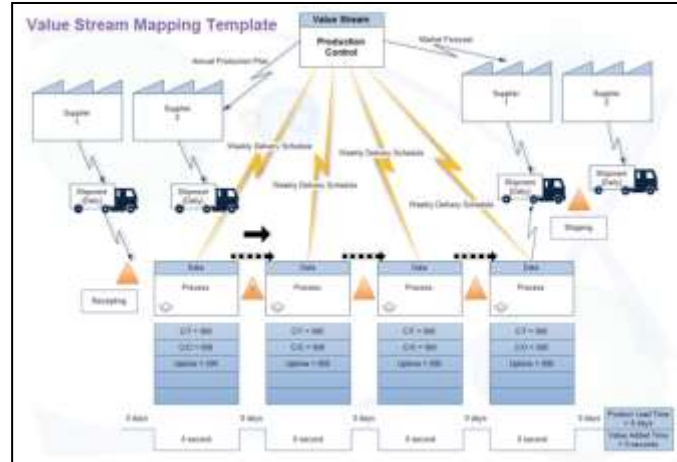 Value Stream Mapping Template
Value Stream
Production
Control
Annual Production Plan
Market Forecast
Supplier
1
Supplier
2
Supplier
1
Supplier
2
Weekly Delivery Schedule
Weekly Delivery Schedule
Weekly Delivery Schedule
Weekly Delivery Schedule
Shipment
(Daily)
Shipment
(Daily)
Shipment
(Daily)
Shipment
(Daily)
Shipping
Receipting
Data
Process
Data
Process
Data
Process
Data
Process
0 days
0 days
0 days
0 days
0 days
0 second
0 second
0 second
0 second
Product Lead Time
= 0 days
Value Added Time
= 0 seconds